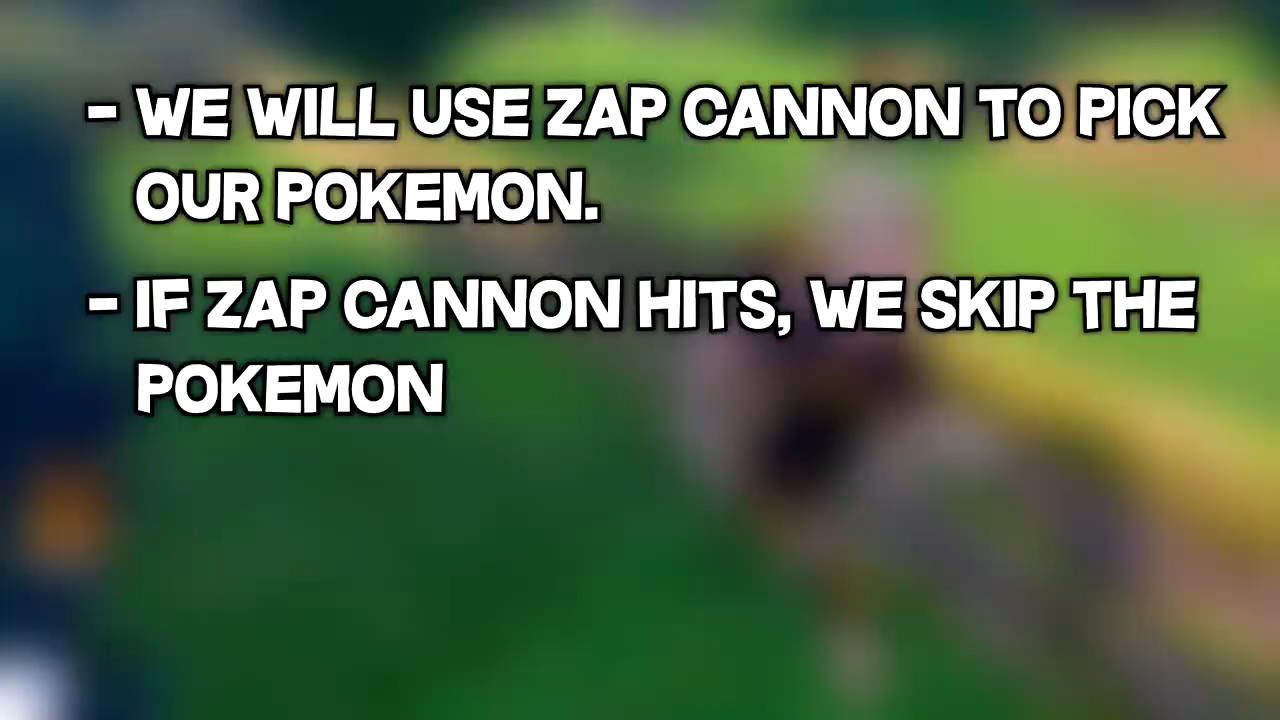 - WE WILL USE ZAP CANNON TO PICK
OUR POKEMON.
- IF ZAP CANNON HITS, WE SKIP THE
POKEMON